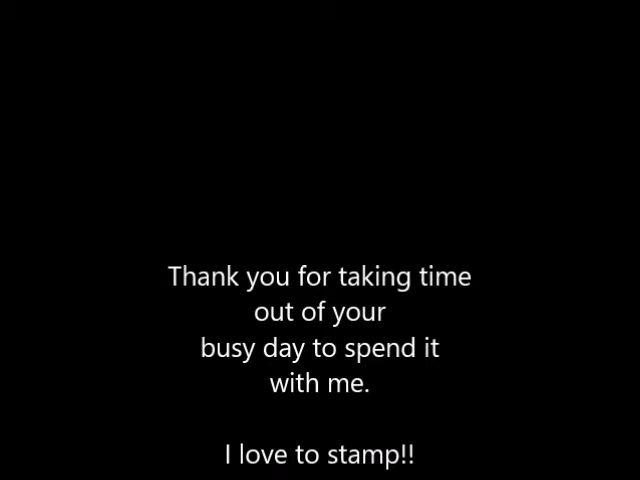 Thank you for taking time
out of your
busy day to spend it
with me.
I love to stamp!!